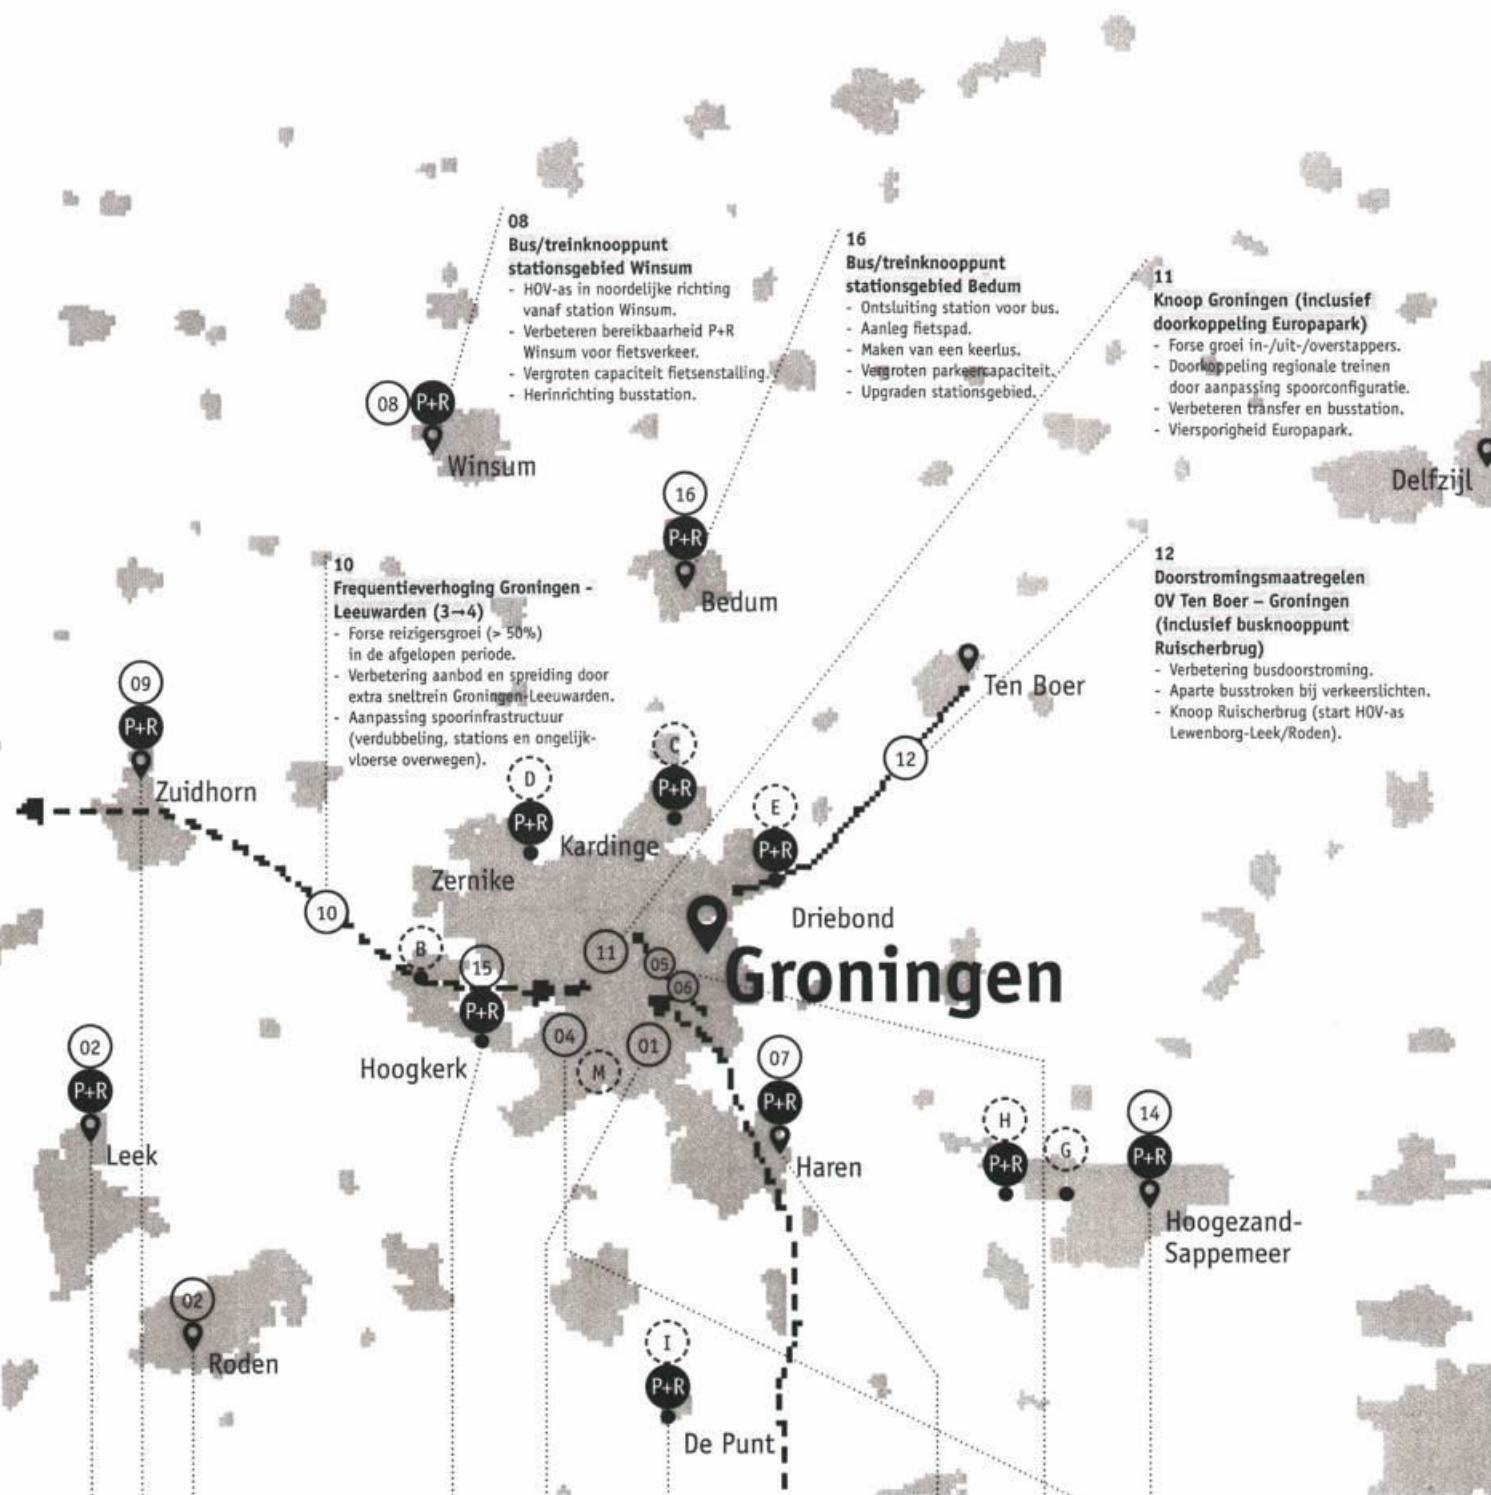 08
Bus/treinknooppunt
stationsgebied Winsum
- HOV-as in noordelijke richting
vanaf station Winsum.
- Verbeteren bereikbaarheid P+R
Winsum voor fietsverkeer.
- Vergroten capaciteit fietsenstalling.
- Herinrichting busstation.
16
Bus/treinknooppunt
stationsgebied Bedum
- Ontsluiting station voor bus.
- Aanleg fietspad.
- Maken van een keerlus.
- Vergroten parkeercapaciteit.
- Upgraden stationsgebied.
11
Knoop Groningen (inclusief
doorkoppeling Europapark)
- Forse groei in-/uit-/overstappers.
- Doorkoppeling regionale treinen
door aanpassing spoorconfiguratie.
- Verbeteren transfer en busstation.
- Viersporigheid Europapark.
08 P+R
Winsum
Delfzijl
16
P+R
Bedum
10
Frequentieverhoging Groningen -
Leeuwarden (3→4)
- Forse reizigersgroei (> 50%)
in de afgelopen periode.
- Verbetering aanbod en spreiding door
extra sneltrein Groningen-Leeuwarden.
- Aanpassing spoorinfrastructuur
(verdubbeling, stations en ongelijk-
vloerse overwegen).
12
Doorstromingsmaatregelen
OV Ten Boer – Groningen
(inclusief busknooppunt
Ruischerbrug)
- Verbetering busdoorstroming.
- Aparte busstroken bij verkeerslichten.
- Knoop Ruischerbrug (start HOV-as
Lewenborg-Leek/Roden).
09
P+R
Zuidhorn
Ten Boer
12
D
P+R
C
P+R
E
P+R
Kardinge
Zernike
10
Driebond
B
15
P+R
11
05
06
Groningen
04
01
M
Hoogkerk
02
P+R
Leek
07
P+R
Haren
H
P+R
G
14
P+R
Hoogezand-
Sappemeer
02
Roden
I
P+R
De Punt